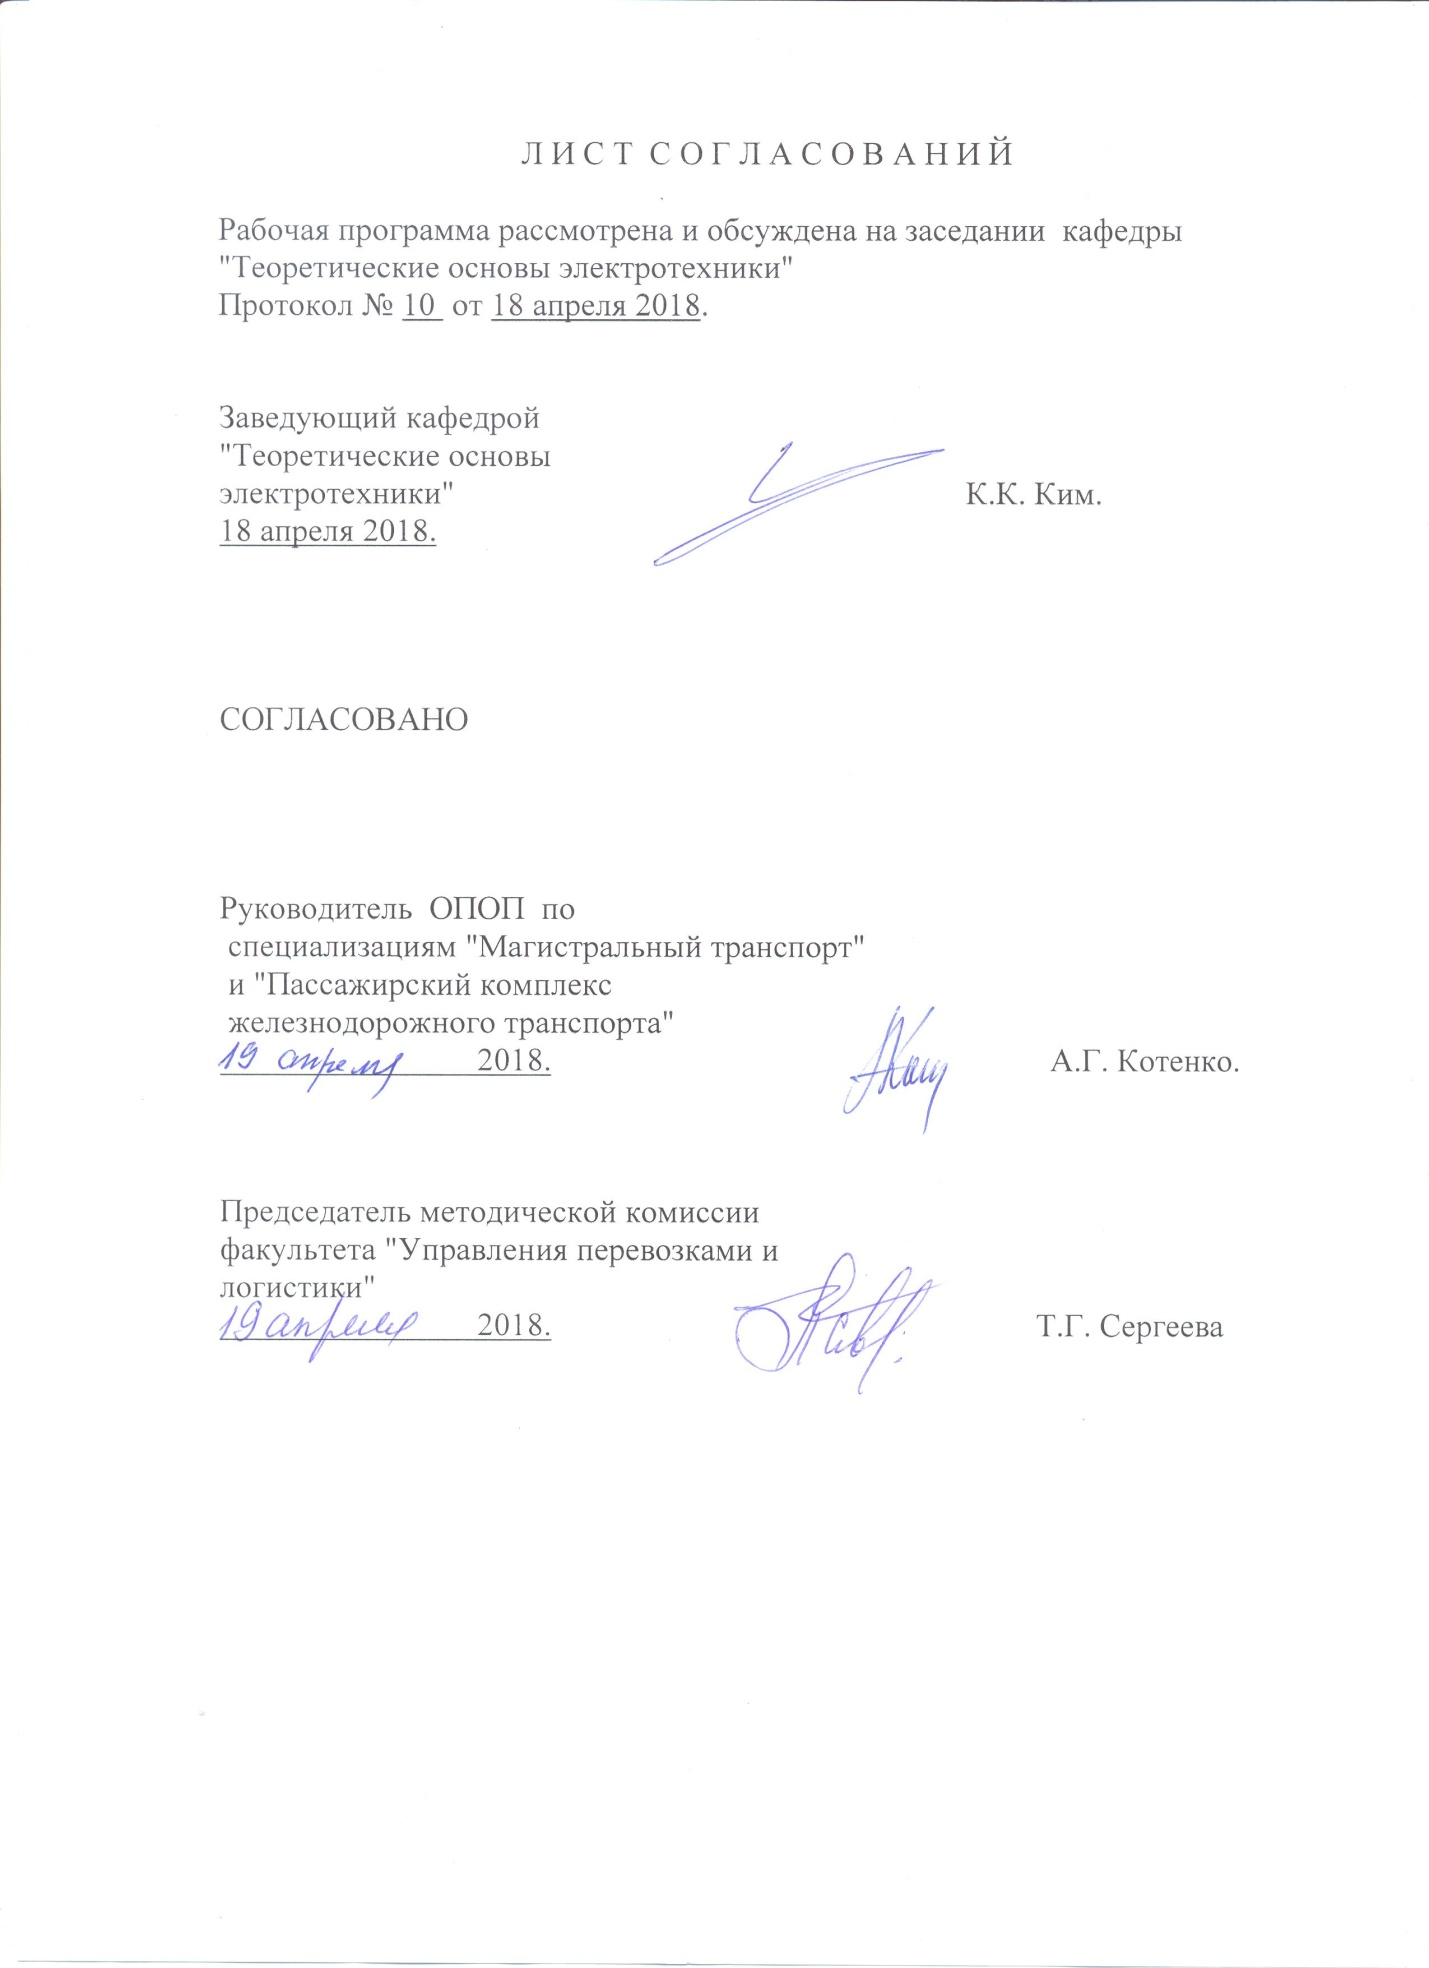 Л И С Т  С О Г Л А С О В А Н И Й
Рабочая программа рассмотрена и обсуждена на заседании кафедры
"Теоретические основы электротехники"
Протокол № 10 от 18 апреля 2018.
Заведующий кафедрой
"Теоретические основы
электротехники" К.К. Ким.
18 апреля 2018.
СОГЛАСОВАНО
Руководитель ОПОП по
специализациям "Магистральный транспорт"
и "Пассажирский комплекс
железнодорожного транспорта"
19 апреля 2018. А.Г. Котенко.
Председатель методической комиссии
факультета "Управления перевозками и
логистики"
19 апреля 2018. Т.Г. Сергеева